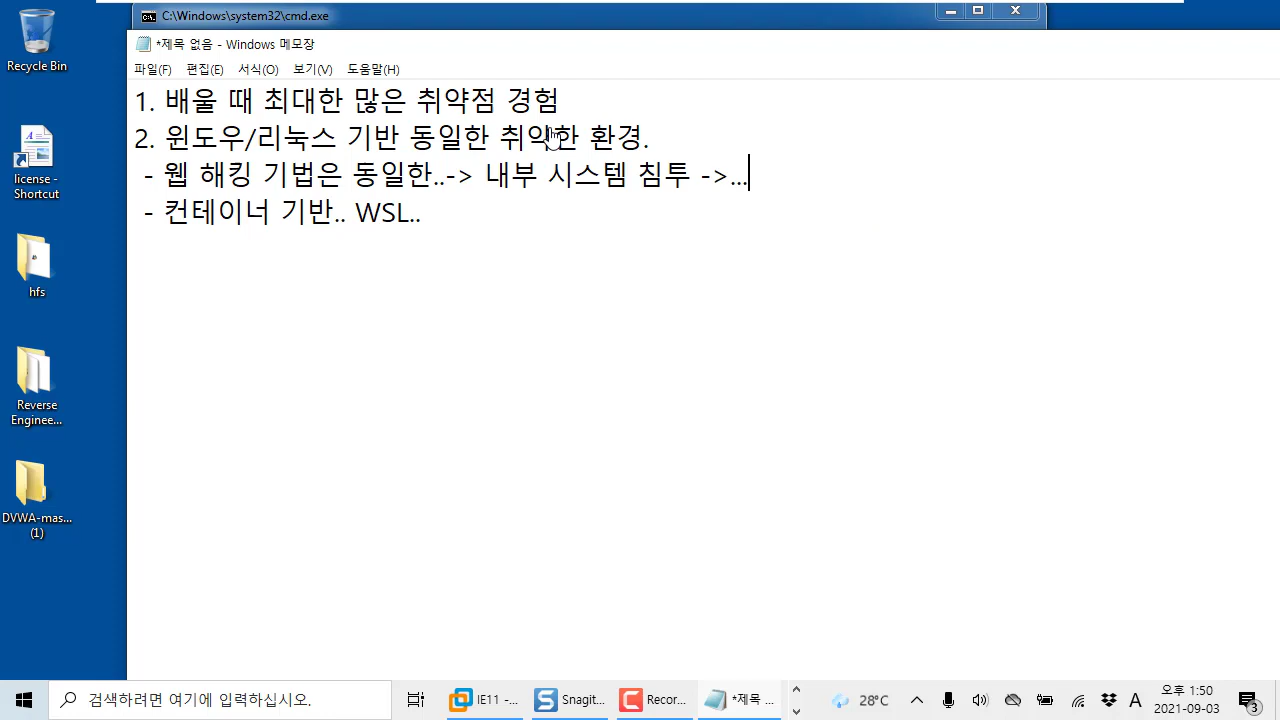 C:\Windows\system32\cmd.exe
*제목 없음 - Windows 메모장
파일(F) 편집(E) 서식(O) 보기(V) 도움말(H)
1. 배울 때 최대한 많은 취약점 경험
2. 윈도우/리눅스 기반 동일한 취약한 환경.
- 웹 해킹 기법은 동일한..-> 내부 시스템 침투 ->...
- 컨테이너 기반.. WSL..
Recycle Bin
license -
Shortcut
hfs
Reverse
Enginee...
DVWA-mas...
(1)
검색하려면 여기에 입력하십시오.
IE11 -...
Snagit...
Recor...
*제목 ...
28°C
A
오후 1:50
2021-09-03
3